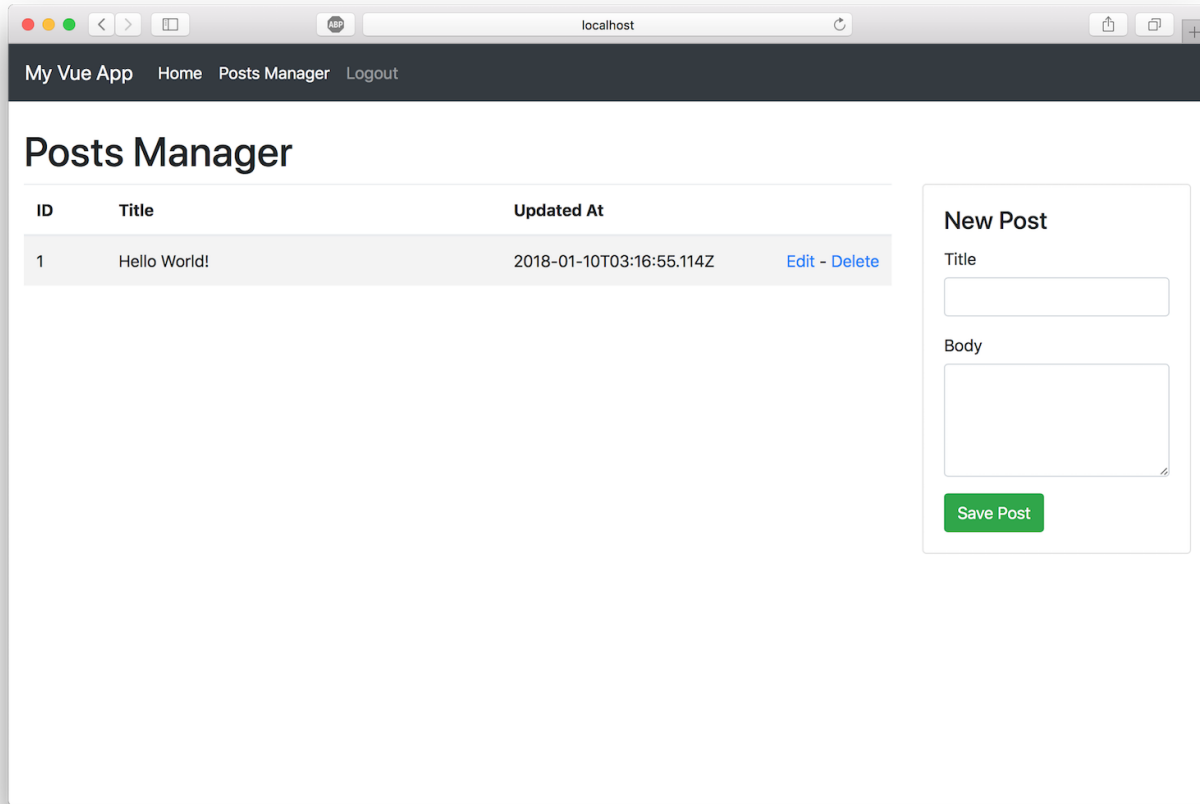 ABP
localhost
My Vue App Home Posts Manager Logout
Posts Manager
ID Title Updated At
1 Hello World! 2018-01-10T03:16:55.114Z Edit - Delete
New Post
Title
Body
Save Post